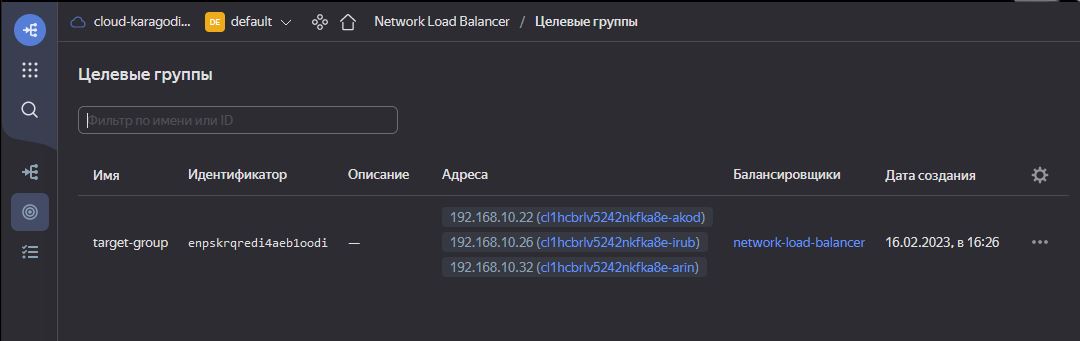 cloud-karagodi... DE default Network Load Balancer / Целевые группы
Целевые группы
Фильтр по имени или ID
Имя Идентификатор Описание Адреса Балансировщики Дата создания
192.168.10.22 (cl1hcbrlv5242nkfka8e-akod)
target-group enpskrqredi4aeb1oodi — 192.168.10.26 (cl1hcbrlv5242nkfka8e-irub) network-load-balancer 16.02.2023, в 16:26
192.168.10.32 (cl1hcbrlv5242nkfka8e-arin)